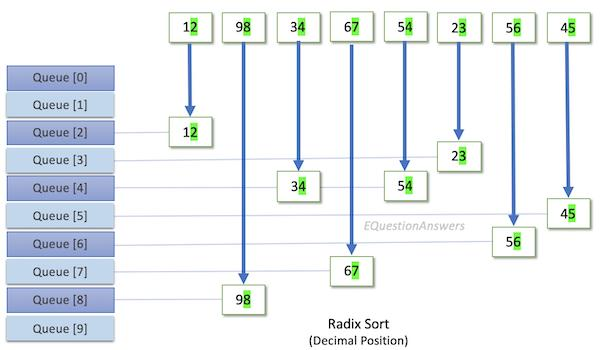 12 98 34 67 54 23 56 45
Queue [0]
Queue [1]
Queue [2] 12
Queue [3] 23
Queue [4] 34 54
Queue [5] 45
EQuestionAnswers
Queue [6] 56
Queue [7] 67
Queue [8] 98
Queue [9]
Radix Sort
(Decimal Position)